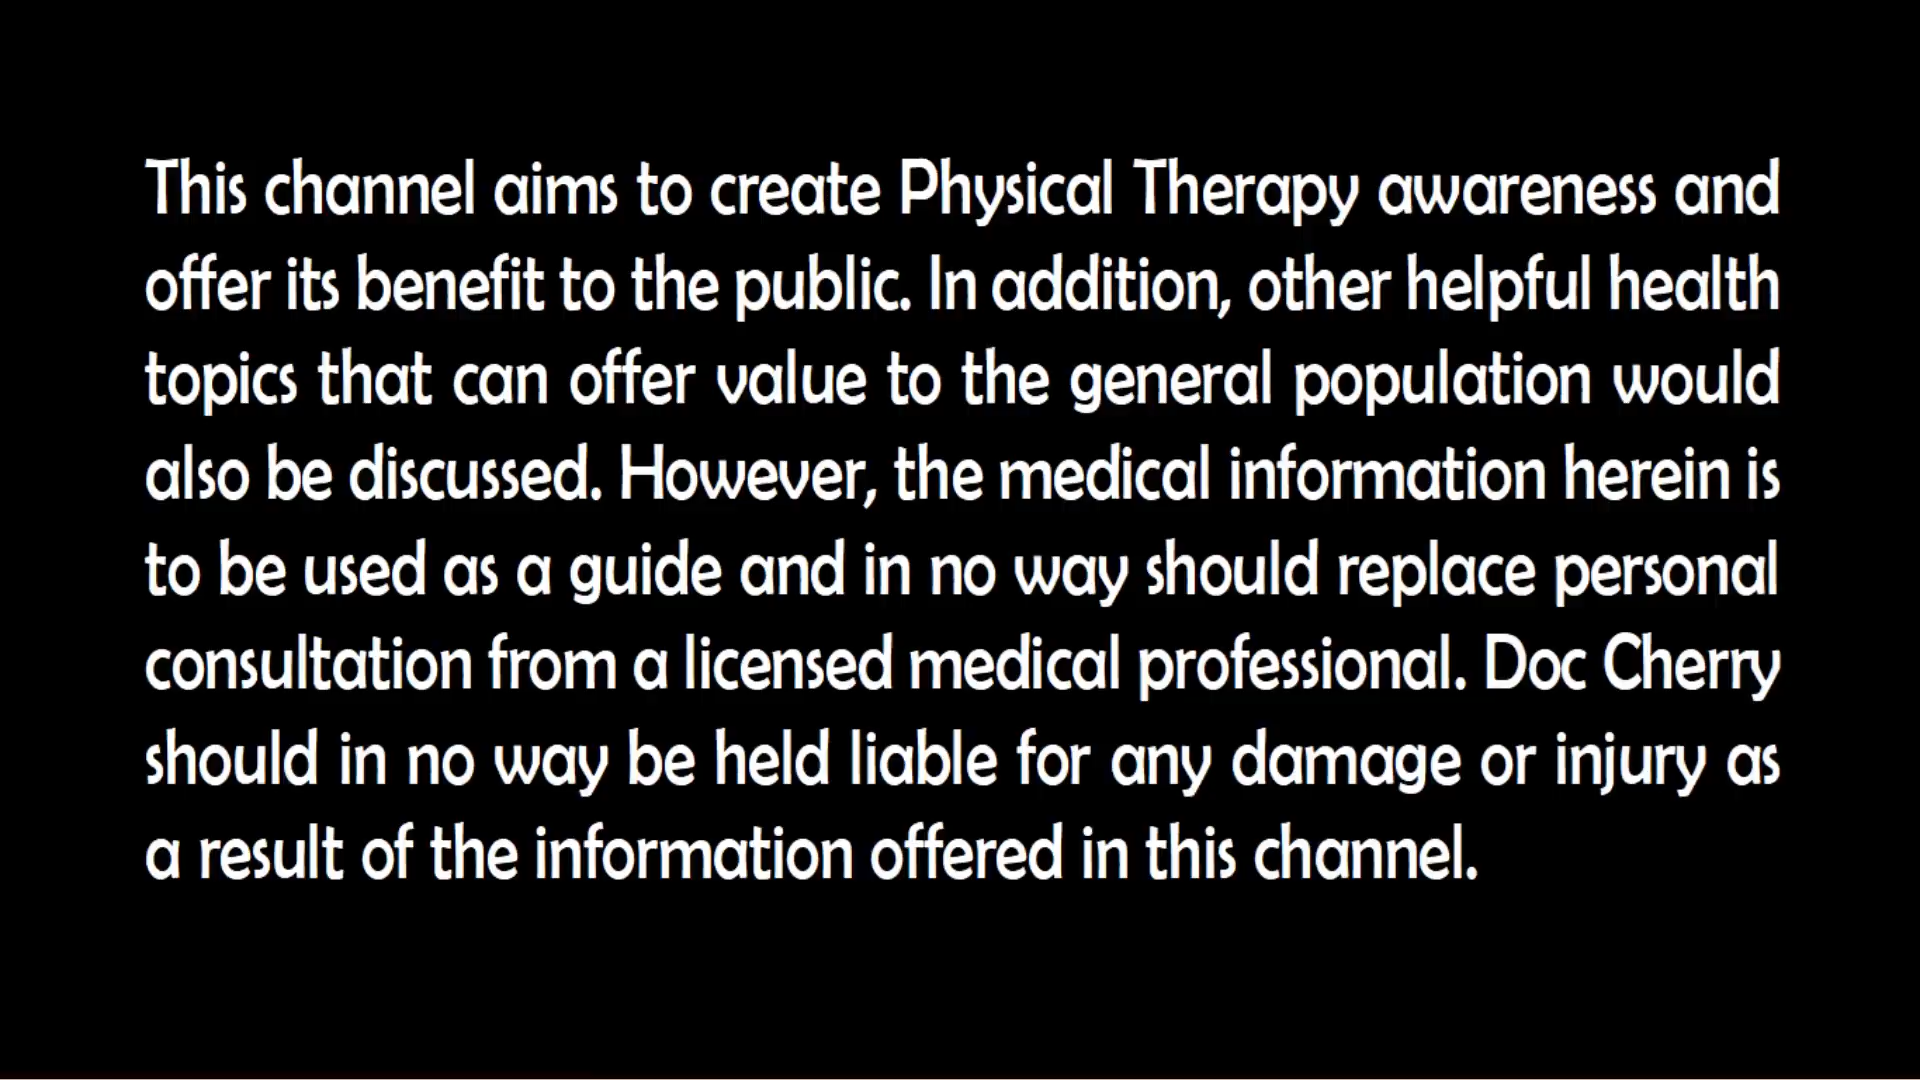 This channel aims to create Physical Therapy awareness and
offer its benefit to the public. In addition, other helpful health
topics that can offer value to the general population would
also be discussed. However, the medical information herein is
to be used as a guide and in no way should replace personal
consultation from a licensed medical professional. Doc Cherry
should in no way be held liable for any damage or injury as
a result of the information offered in this channel.